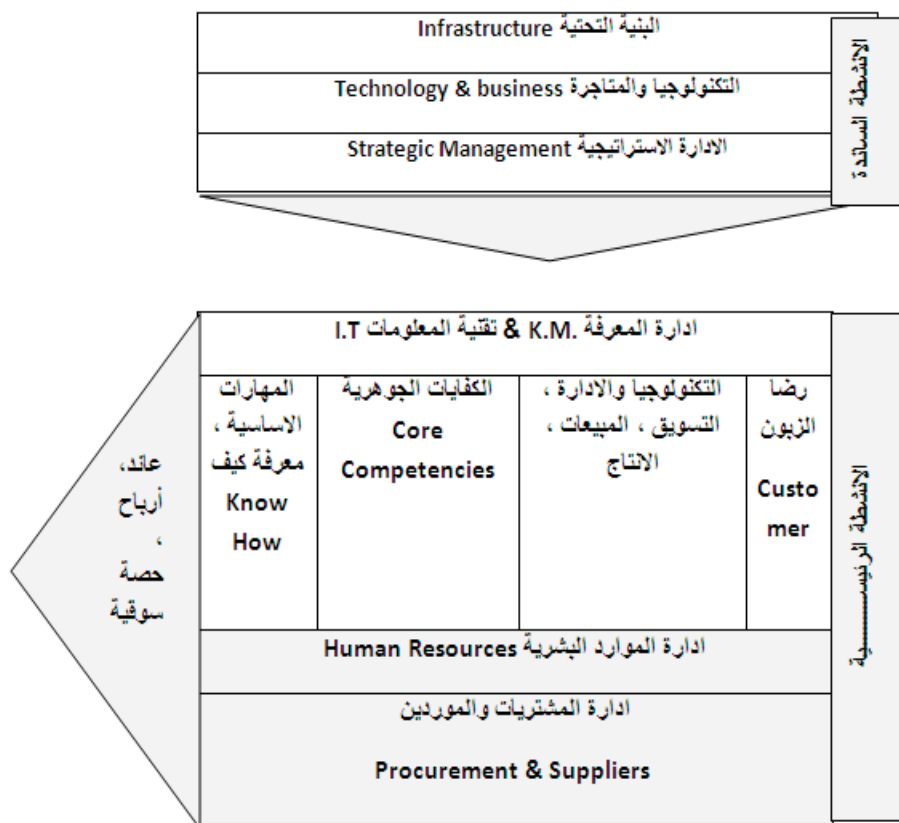 البنية التحتية Infrastructure
التكنولوجيا والمتاجرة Technology & business
الادارة الاستراتيجية Strategic Management
الانشطة الساندة
ادارة المعرفة K.M. & تقنية المعلومات I.T
رضا
الزبون
Custo
mer
التكنولوجيا والادارة ،
التسويق ، المبيعات ،
الانتاج
الكفايات الجوهرية
Core
Competencies
المهارات
الاساسية ،
معرفة كيف
Know
How
ادارة الموارد البشرية Human Resources
ادارة المشتريات والموردين
Procurement & Suppliers
الانشطة الرئيســـــــية
عائد،
أرباح
،
حصة
سوقية